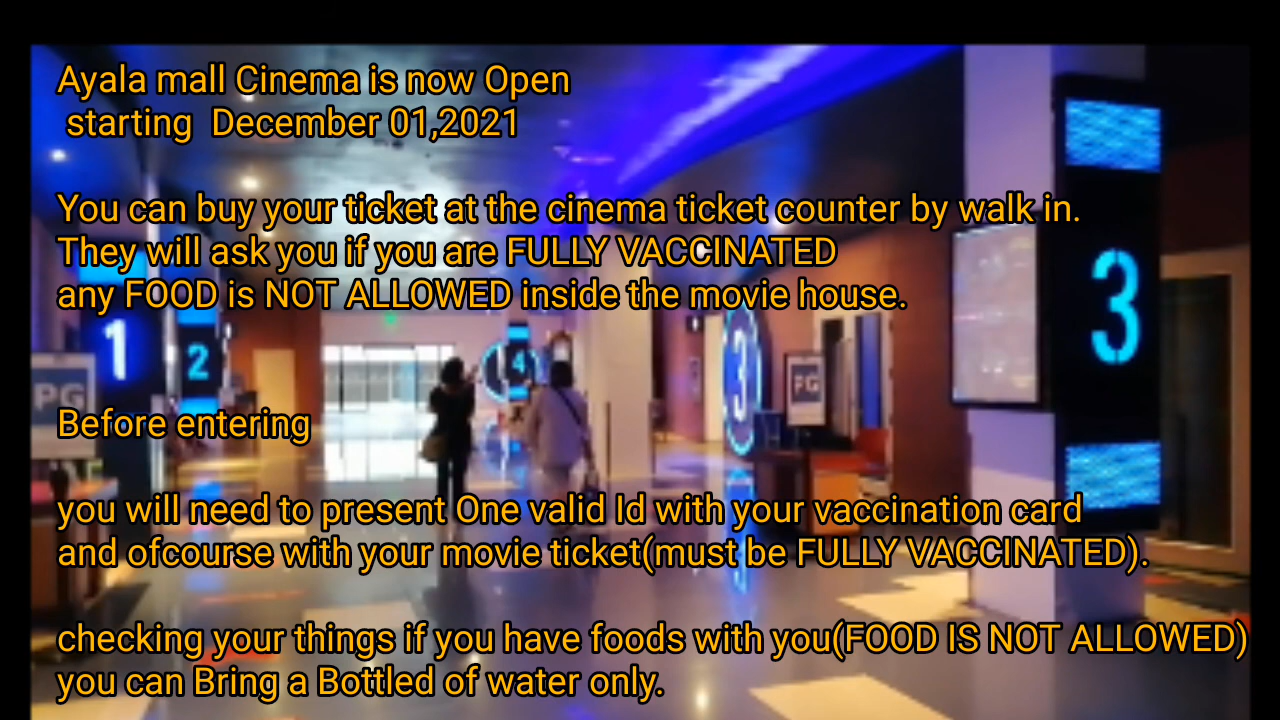 Ayala mall Cinema is now Open
starting December 01,2021
You can buy your ticket at the cinema ticket counter by walk in.
They will ask you if you are FULLY VACCINATED
any FOOD is NOT ALLOWED inside the movie house.
1
2
4
3
3
PG
PG
Before entering
you will need to present One valid Id with your vaccination card
and ofcourse with your movie ticket(must be FULLY VACCINATED).
checking your things if you have foods with you(FOOD IS NOT ALLOWED)
you can Bring a Bottled of water only.